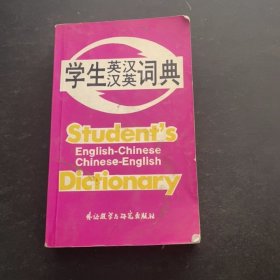 学生英汉汉英词典
Student's
English-Chinese
Chinese-English
Dictionary
外语教学与研究出版社